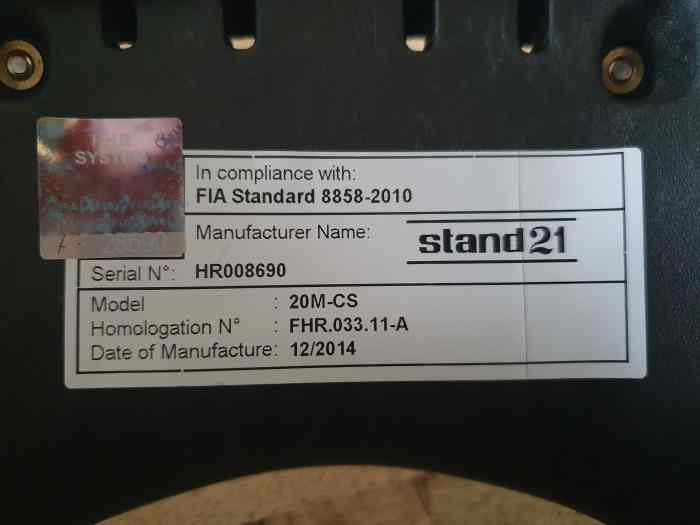 FHR
SYSTEM
In compliance with:
FIA Standard 8858-2010
Manufacturer Name: stand21
Serial N°: HR008690
Model : 20M-CS
Homologation N° : FHR.033.11-A
Date of Manufacture: 12/2014